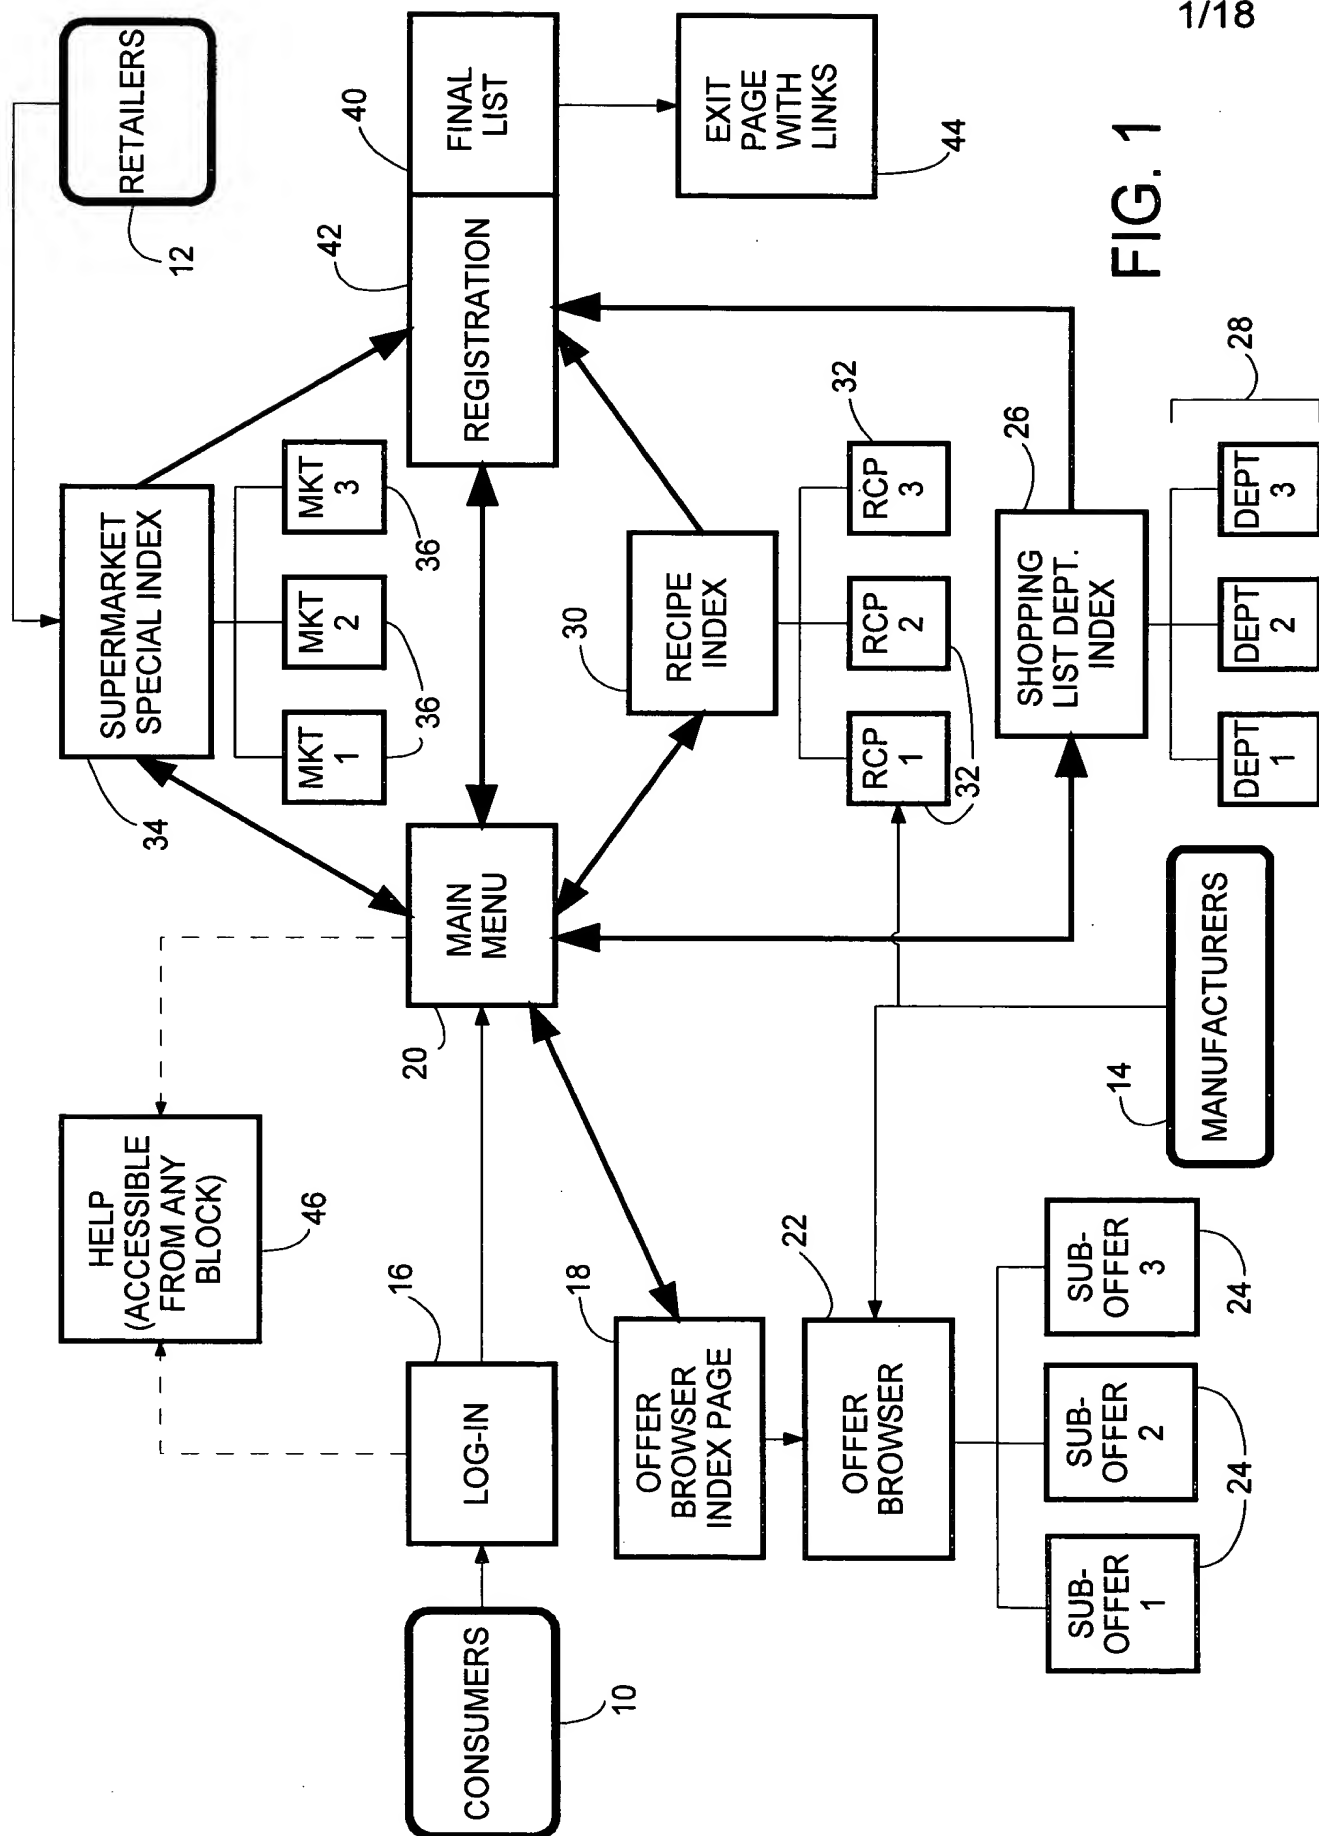 1/18
RETAILERS
12
SUPERMARKET
SPECIAL INDEX
34
MKT
1
MKT
2
MKT
3
36
36
HELP
(ACCESSIBLE
FROM ANY
BLOCK)
46
CONSUMERS
10
LOG-IN
16
MAIN
MENU
20
REGISTRATION
42
FINAL
LIST
40
EXIT
PAGE
WITH
LINKS
44
OFFER
BROWSER
INDEX PAGE
18
OFFER
BROWSER
22
SUB-
OFFER
1
SUB-
OFFER
2
SUB-
OFFER
3
24
24
RECIPE
INDEX
30
RCP
1
RCP
2
RCP
3
32
32
SHOPPING
LIST DEPT.
INDEX
26
DEPT
1
DEPT
2
DEPT
3
28
MANUFACTURERS
14
FIG. 1